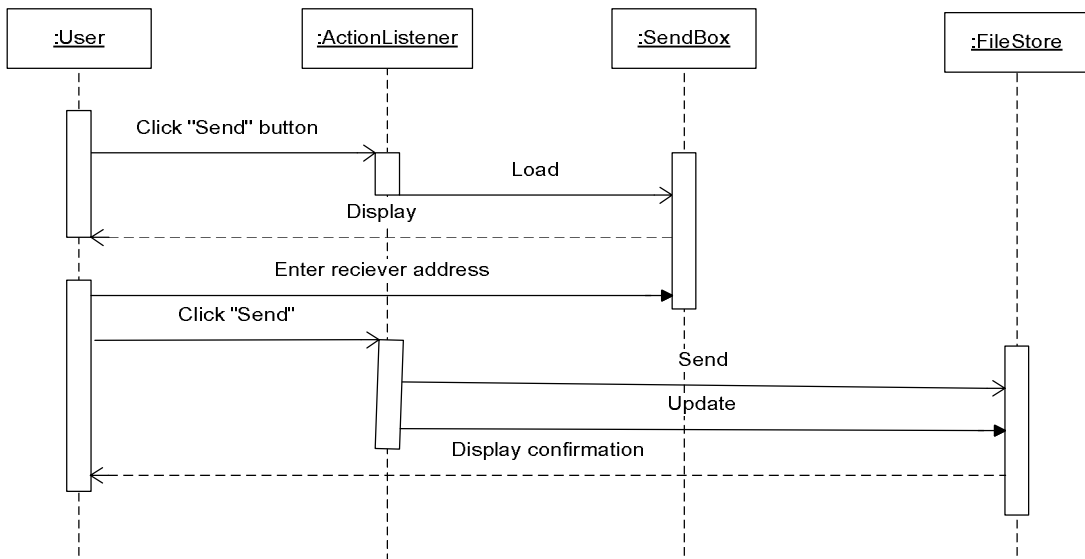 :User
:ActionListener
:SendBox
:FileStore
Click "Send" button
Load
Display
Enter reciever address
Click "Send"
Send
Update
Display confirmation